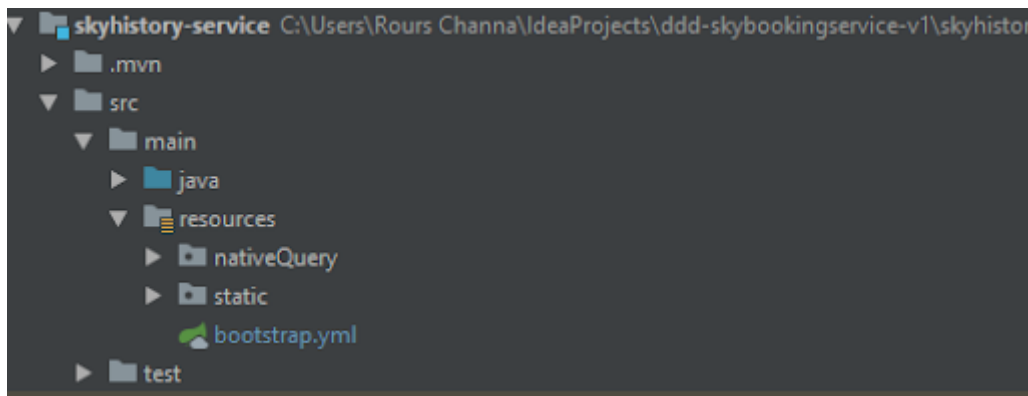 skyhistory-service C:\Users\Rours Channa\IdeaProjects\ddd-skybookingservice-v1\skyhistor
.mvn
src
main
java
resources
nativeQuery
static
bootstrap.yml
test